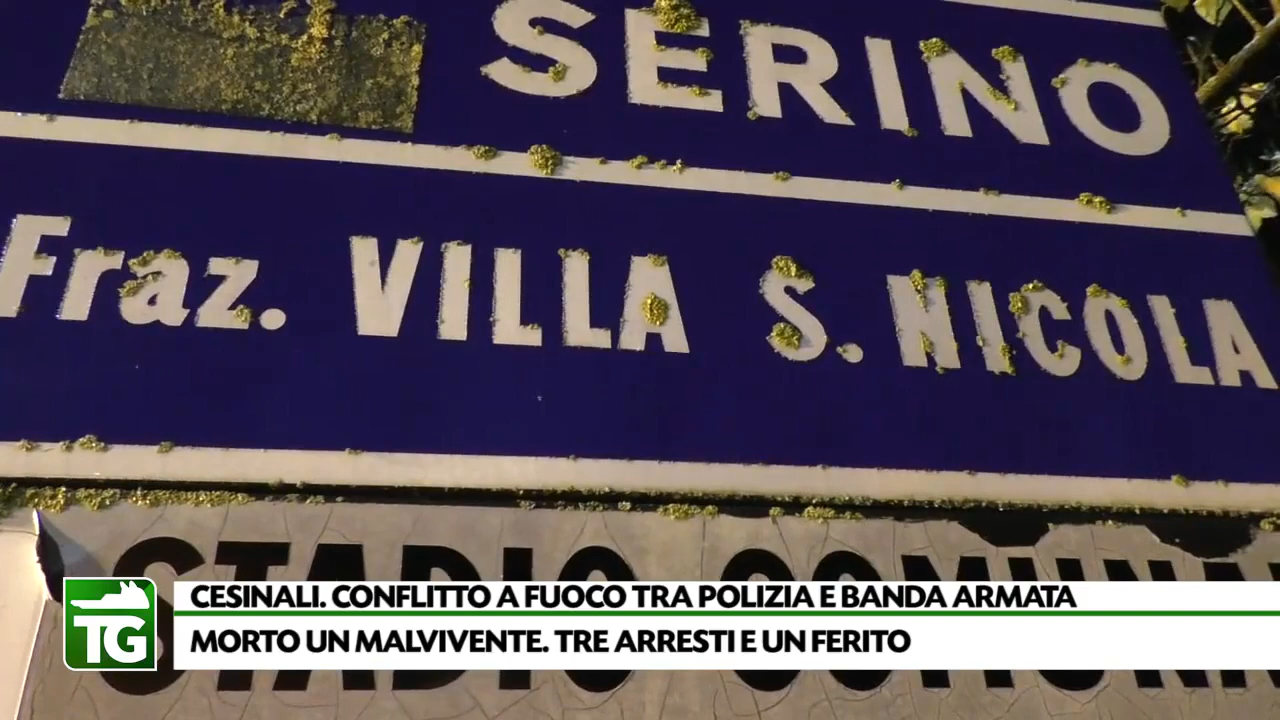 SERINO
Fraz. VILLA S. NICOLA
STADIO COMUNA
CESINALI. CONFLITTO A FUOCO TRA POLIZIA E BANDA ARMATA
TG
MORTO UN MALVIVENTE. TRE ARRESTI E UN FERITO